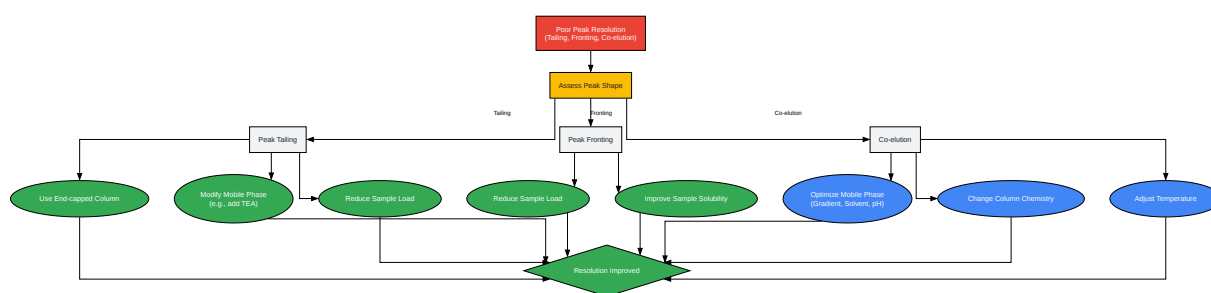 Poor Peak Resolution
(Tailing, Fronting, Co-elution)
Assess Peak Shape
Tailing
Fronting
Co-elution
Peak Tailing
Peak Fronting
Co-elution
Use End-capped Column
Modify Mobile Phase
(e.g., add TEA)
Reduce Sample Load
Reduce Sample Load
Improve Sample Solubility
Optimize Mobile Phase
(Gradient, Solvent, pH)
Change Column Chemistry
Adjust Temperature
Resolution Improved